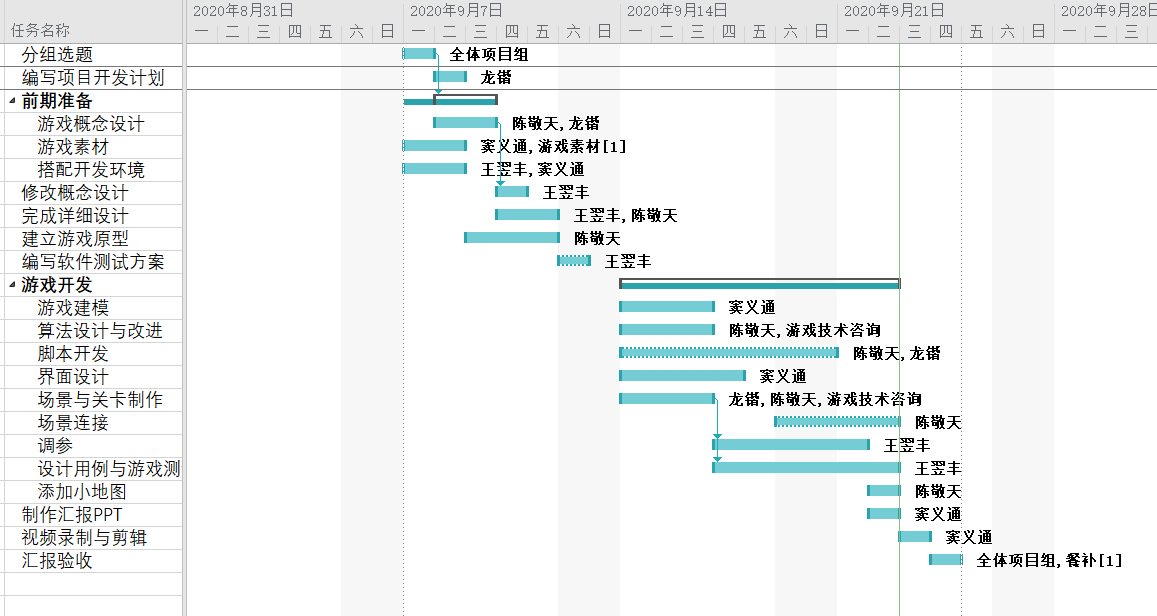 2020年8月31日 2020年9月7日 2020年9月14日 2020年9月21日 2020年9月28日
任务名称 一 二 三 四 五 六 日 一 二 三 四 五 六 日 一 二 三 四 五 六 日 一 二 三 四 五 六 日 一 二 三
分组选题 全体项目组
编写项目开发计划 龙锴
前期准备
游戏概念设计 陈敬天,龙锴
游戏素材 窦义通,游戏素材[1]
搭配开发环境 王翌丰,窦义通
修改概念设计 王翌丰
完成详细设计 王翌丰,陈敬天
建立游戏原型 陈敬天
编写软件测试方案 王翌丰
游戏开发
游戏建模 窦义通
算法设计与改进 陈敬天,游戏技术咨询
脚本开发 陈敬天,龙锴
界面设计 窦义通
场景与关卡制作 龙锴,陈敬天,游戏技术咨询
场景连接 陈敬天
调参 王翌丰
设计用例与游戏测 王翌丰
添加小地图 陈敬天
制作汇报PPT 窦义通
视频录制与剪辑 窦义通
汇报验收 全体项目组,餐补[1]